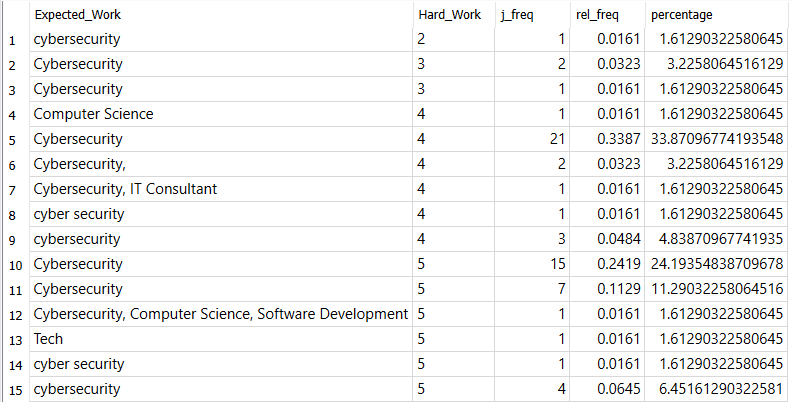 Expected_Work Hard_Work j_freq rel_freq percentage
1 cybersecurity 2 1 0.0161 1.61290322580645
2 Cybersecurity 3 2 0.0323 3.2258064516129
3 Cybersecurity 3 1 0.0161 1.61290322580645
4 Computer Science 4 1 0.0161 1.61290322580645
5 Cybersecurity 4 21 0.3387 33.87096774193548
6 Cybersecurity, 4 2 0.0323 3.2258064516129
7 Cybersecurity, IT Consultant 4 1 0.0161 1.61290322580645
8 cyber security 4 1 0.0161 1.61290322580645
9 cybersecurity 4 3 0.0484 4.83870967741935
10 Cybersecurity 5 15 0.2419 24.19354838709678
11 Cybersecurity 5 7 0.1129 11.29032258064516
12 Cybersecurity, Computer Science, Software Development 5 1 0.0161 1.61290322580645
13 Tech 5 1 0.0161 1.61290322580645
14 cyber security 5 1 0.0161 1.61290322580645
15 cybersecurity 5 4 0.0645 6.45161290322581